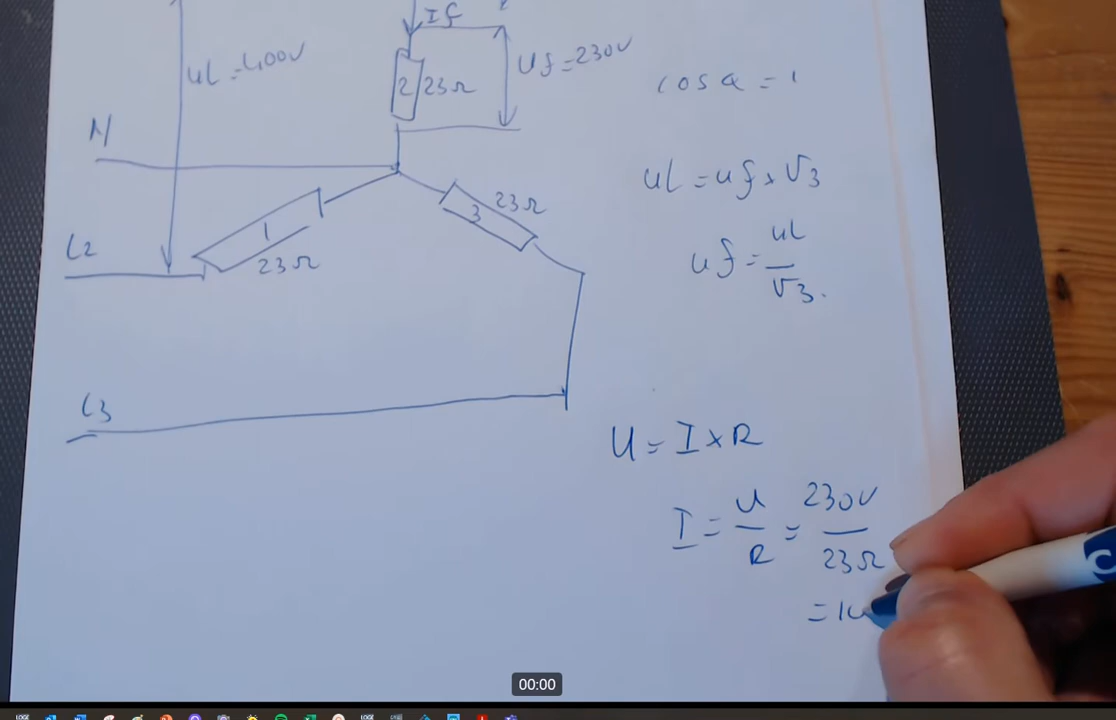 If
uL = 400V
2 23Ω
Uf = 230V
cos α = 1
N
uL = uf x √3
3 23Ω
L2
1
23Ω
uf = uL
√3.
L3
U = I x R
I = U = 230V
R 23Ω
= 10
00:00